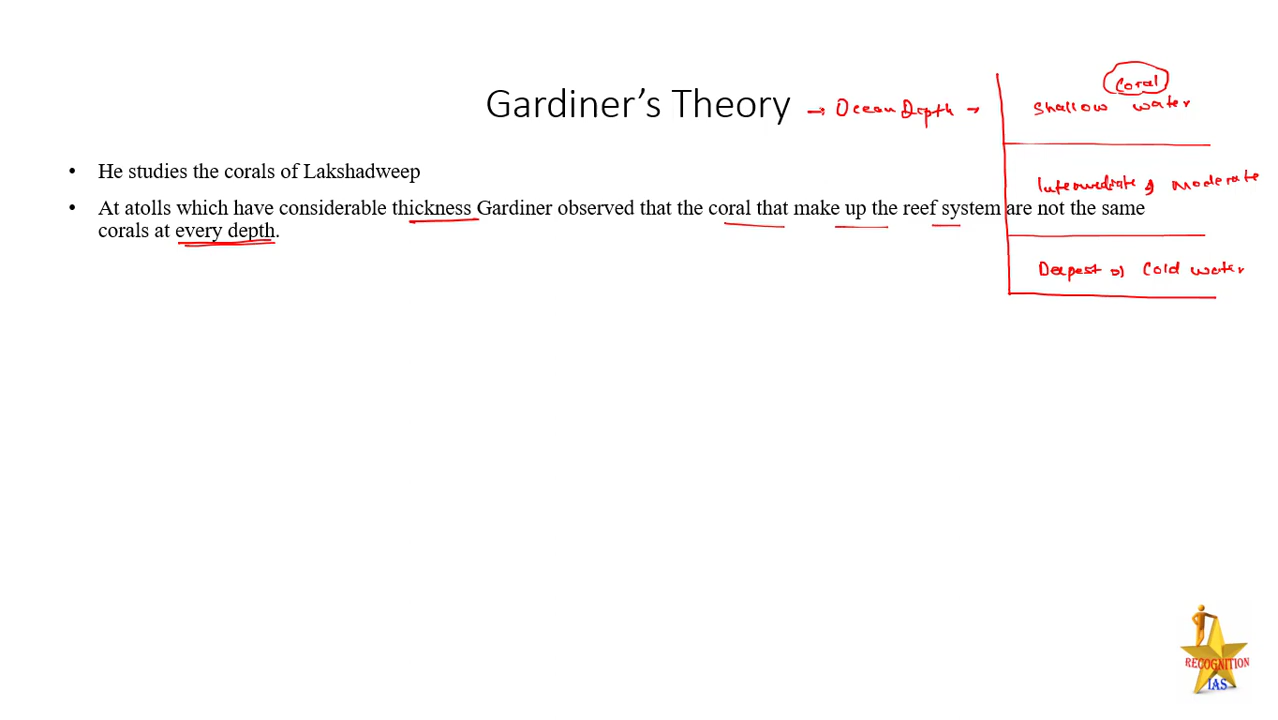 Coral
Gardiner’s Theory → Ocean Depth → Shallow water
• He studies the corals of Lakshadweep
Intermediate, moderate
• At atolls which have considerable thickness Gardiner observed that the coral that make up the reef system are not the same
corals at every depth.
Deepest Cold water
RECOGNITION
IAS